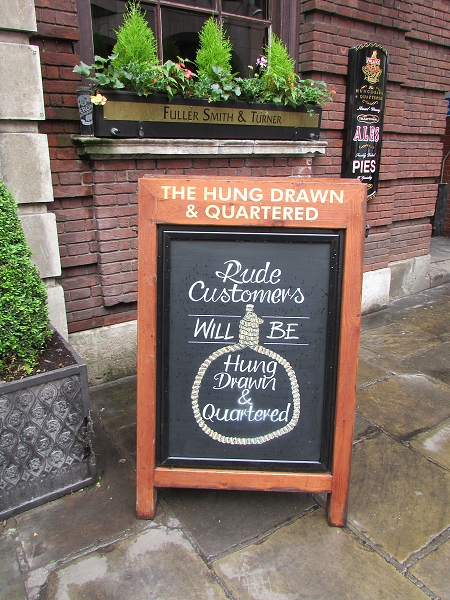 FULLER SMITH & TURNER
ALES
PIES
THE HUNG DRAWN
& QUARTERED
Rude
Customers
WILL BE
Hung
Drawn
&
Quartered